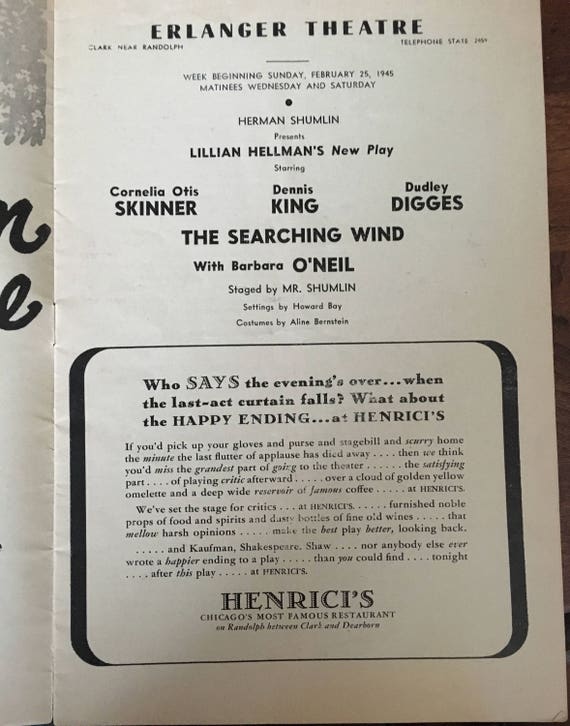 ERLANGER THEATRE
CLARK NEAR RANDOLPH
TELEPHONE STATE
WEEK BEGINNING SUNDAY, FEBRUARY 25, 1945
MATINEES WEDNESDAY AND SATURDAY
HERMAN SHUMLIN
Presents
LILLIAN HELLMAN'S New Play
Starring
Cornelia Otis SKINNER
Dennis KING
Dudley DIGGES
THE SEARCHING WIND
With Barbara O'NEIL
Staged by MR. SHUMLIN
Settings by Howard Bay
Costumes by Aline Bernstein
Who SAYS the evening's over...when
the last-act curtain falls? What about
the HAPPY ENDING...at HENRICI'S
If you'd pick up your gloves and purse and stagebill and scurry home
the minute the last flutter of applause has died away . . . . then we think
you'd miss the grandest part of going to the theater . . . . . . the satisfying
part . . . . of playing critic afterward . . . . . over a cloud of golden yellow
omelette and a deep wide reservoir of famous coffee . . . . . at HENRICI'S.
We've set the stage for critics . . . at HENRICI'S. . . . . . furnished noble
props of food and spirits and dusty bottles of fine old wines . . . . . that
mellow harsh opinions . . . . . make the best play better, looking back.
. . . . . and Kaufman, Shakespeare, Shaw . . . . nor anybody else ever
wrote a happier ending to a play . . . . . than you could find . . . . tonight
. . . . after this play . . . . . at HENRICI'S.
HENRICI'S
CHICAGO'S MOST FAMOUS RESTAURANT
on Randolph between Clark and Dearborn